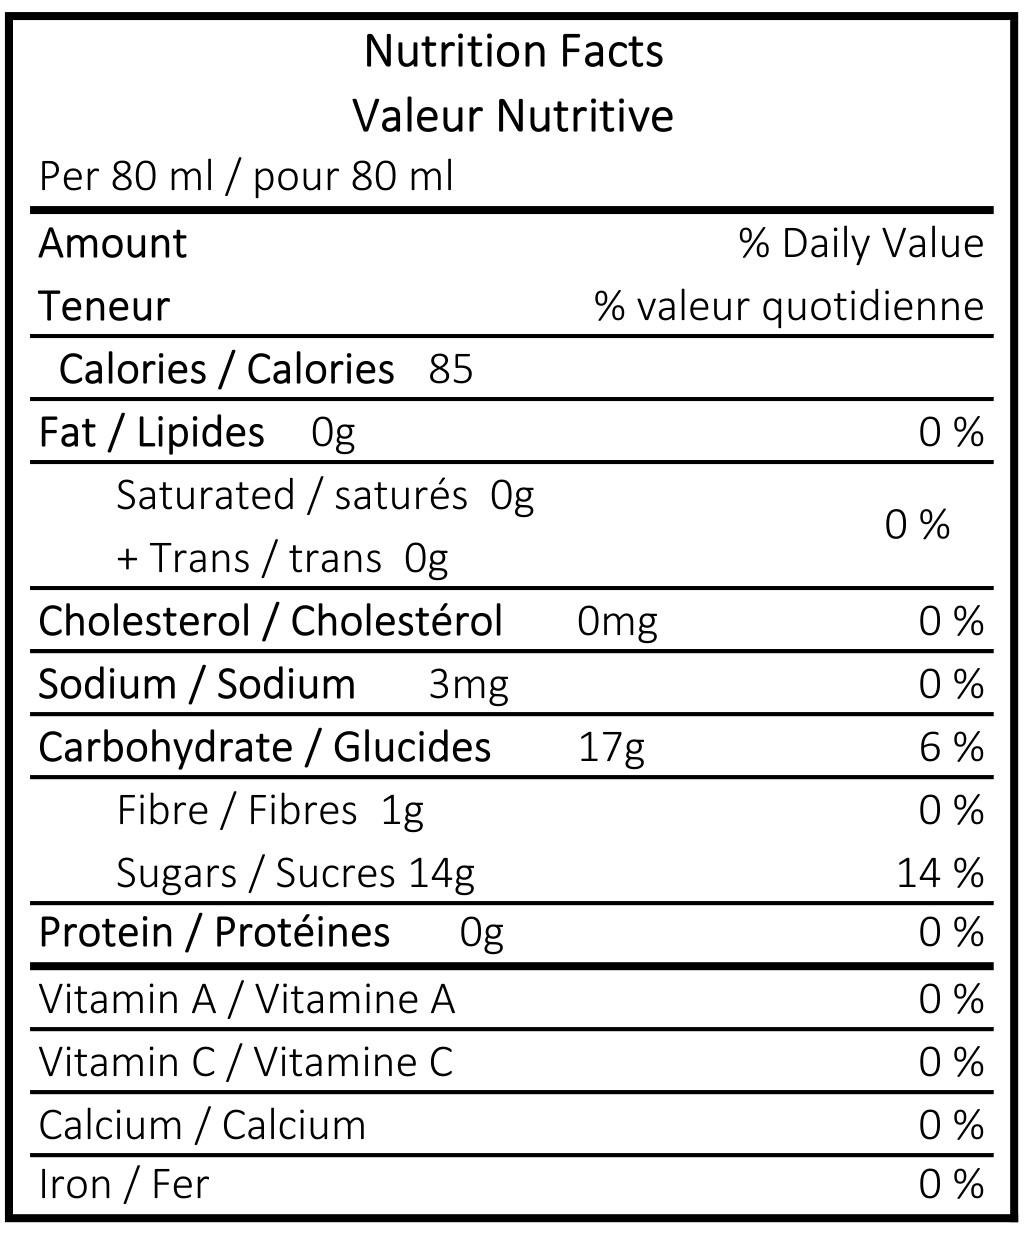 Nutrition Facts
Valeur Nutritive
Per 80 ml / pour 80 ml
Amount % Daily Value
Teneur % valeur quotidienne
Calories / Calories 85
Fat / Lipides 0g 0 %
Saturated / saturés 0g
0 %
+ Trans / trans 0g
Cholesterol / Cholestérol 0mg 0 %
Sodium / Sodium 3mg 0 %
Carbohydrate / Glucides 17g 6 %
Fibre / Fibres 1g 0 %
Sugars / Sucres 14g 14 %
Protein / Protéines 0g 0 %
Vitamin A / Vitamine A 0 %
Vitamin C / Vitamine C 0 %
Calcium / Calcium 0 %
Iron / Fer 0 %